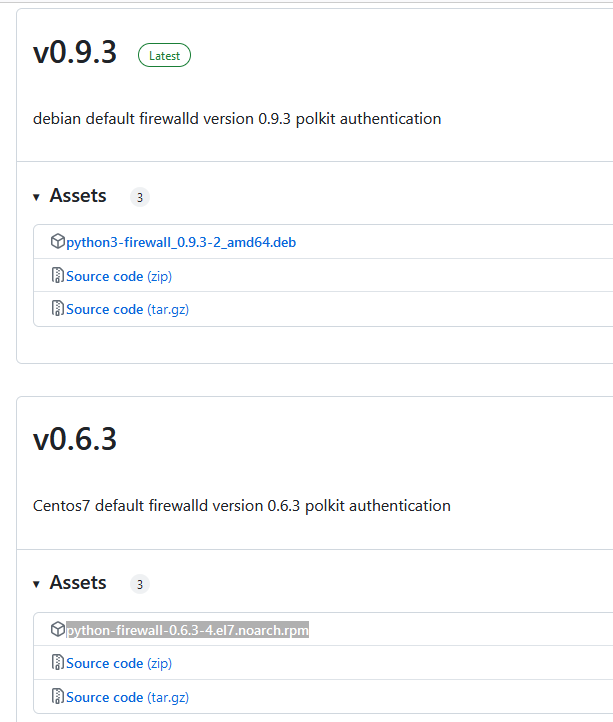 v0.9.3 Latest
debian default firewalld version 0.9.3 polkit authentication
▾ Assets 3
python3-firewall_0.9.3-2_amd64.deb
Source code (zip)
Source code (tar.gz)
v0.6.3
Centos7 default firewalld version 0.6.3 polkit authentication
▾ Assets 3
python-firewall-0.6.3-4.el7.noarch.rpm
Source code (zip)
Source code (tar.gz)